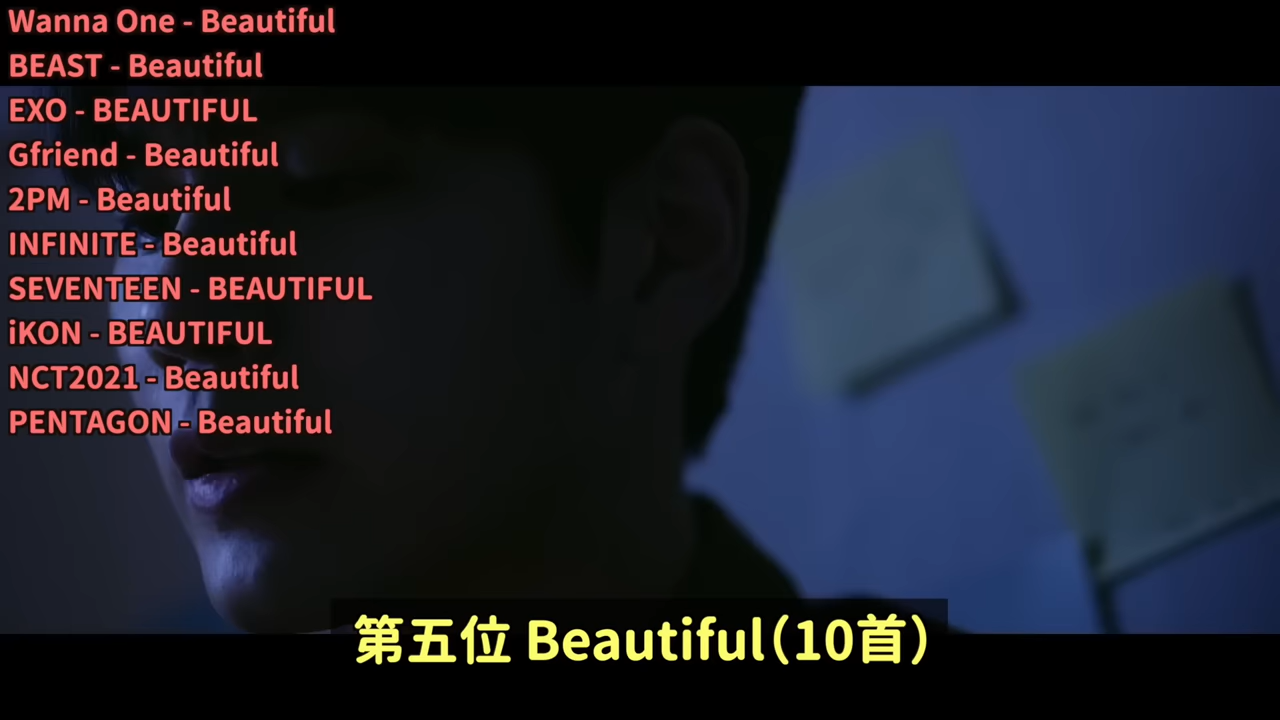 Wanna One - Beautiful
BEAST - Beautiful
EXO - BEAUTIFUL
Gfriend - Beautiful
2PM - Beautiful
INFINITE - Beautiful
SEVENTEEN - BEAUTIFUL
iKON - BEAUTIFUL
NCT2021 - Beautiful
PENTAGON - Beautiful
第五位 Beautiful(10首)